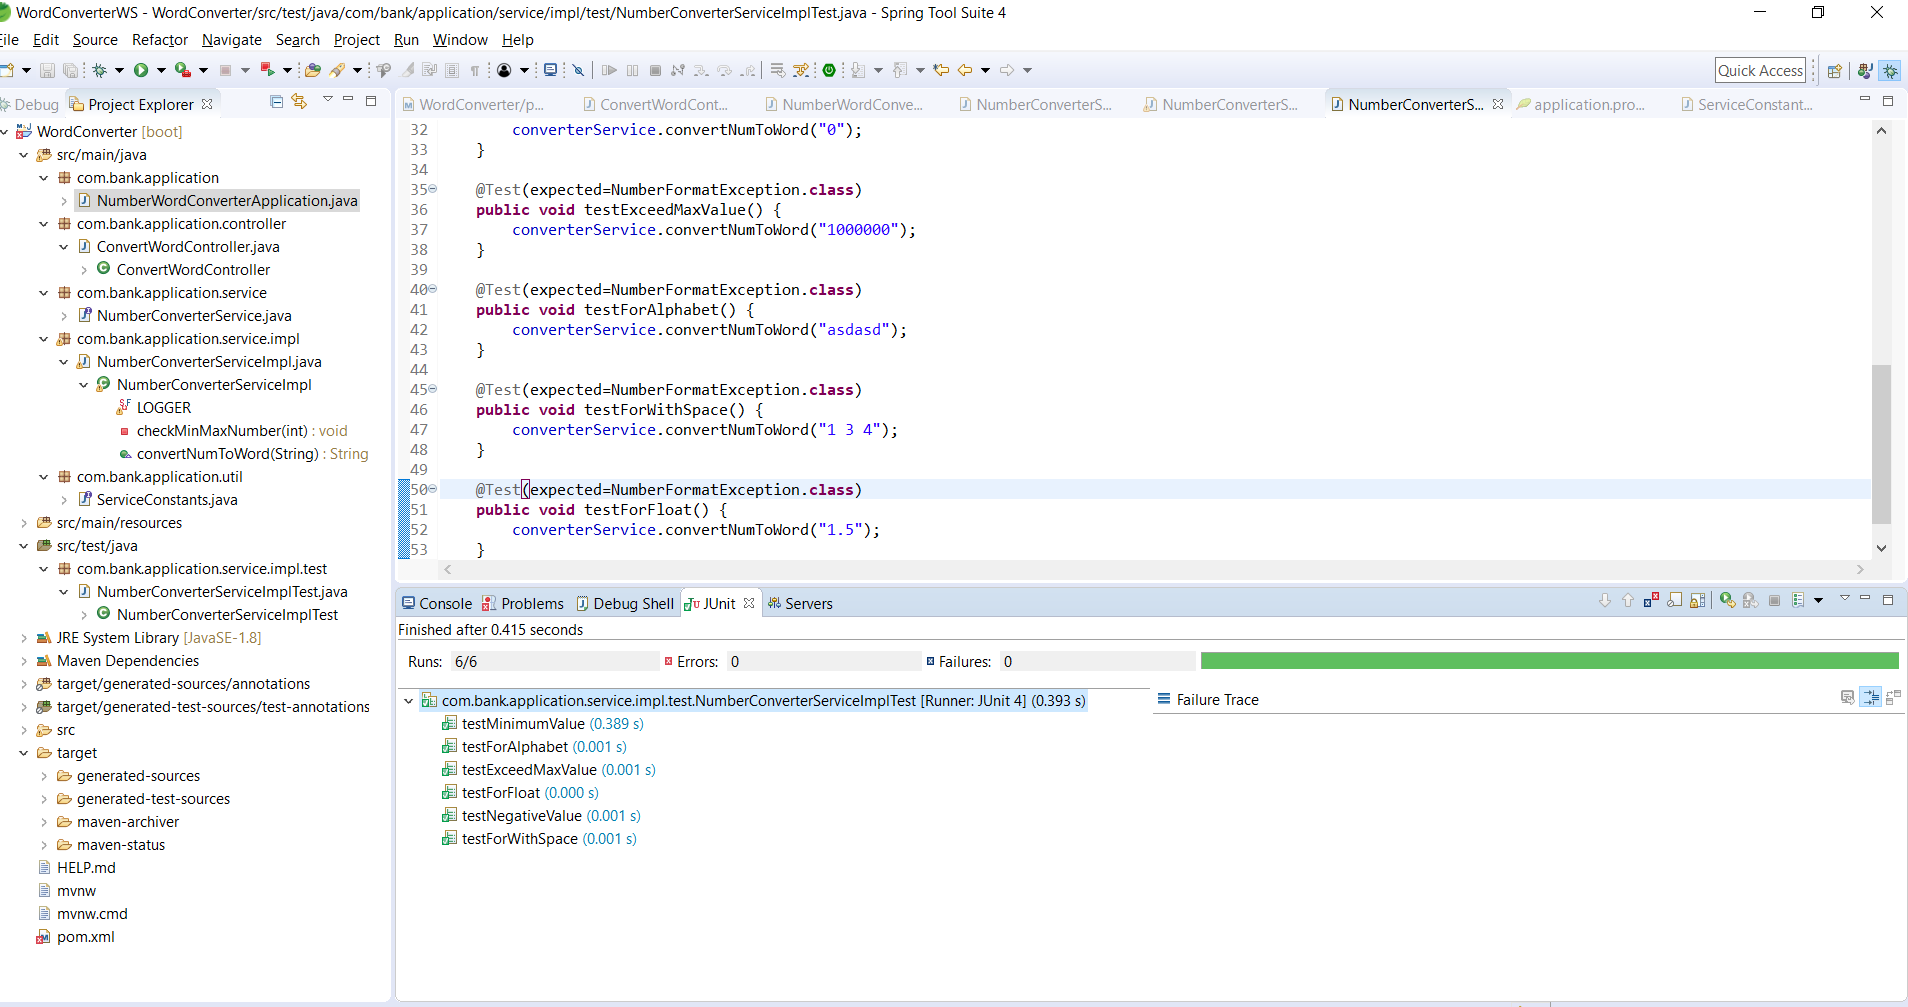 WordConverterWS - WordConverter/src/test/java/com/bank/application/service/impl/test/NumberConverterServiceImplTest.java - Spring Tool Suite 4
File Edit Source Refactor Navigate Search Project Run Window Help
Quick Access
Debug Project Explorer
WordConverter [boot]
src/main/java
com.bank.application
NumberWordConverterApplication.java
com.bank.application.controller
ConvertWordController.java
ConvertWordController
com.bank.application.service
NumberConverterService.java
com.bank.application.service.impl
NumberConverterServiceImpl.java
NumberConverterServiceImpl
LOGGER
checkMinMaxNumber(int) : void
convertNumToWord(String) : String
com.bank.application.util
ServiceConstants.java
src/main/resources
src/test/java
com.bank.application.service.impl.test
NumberConverterServiceImplTest.java
NumberConverterServiceImplTest
JRE System Library [JavaSE-1.8]
Maven Dependencies
target/generated-sources/annotations
target/generated-test-sources/test-annotations
src
target
generated-sources
generated-test-sources
maven-archiver
maven-status
HELP.md
mvnw
mvnw.cmd
pom.xml
WordConverter/p... ConvertWordCont... NumberWordConve... NumberConverterS... NumberConverterS... NumberConverterS... application.pro... ServiceConstant...
32 converterService.convertNumToWord("0");
33 }
34
35 @Test(expected=NumberFormatException.class)
36 public void testExceedMaxValue() {
37 converterService.convertNumToWord("1000000");
38 }
39
40 @Test(expected=NumberFormatException.class)
41 public void testForAlphabet() {
42 converterService.convertNumToWord("asdasd");
43 }
44
45 @Test(expected=NumberFormatException.class)
46 public void testForWithSpace() {
47 converterService.convertNumToWord("1 3 4");
48 }
49
50 @Test(expected=NumberFormatException.class)
51 public void testForFloat() {
52 converterService.convertNumToWord("1.5");
53 }
Console Problems Debug Shell JUnit Servers
Finished after 0.415 seconds
Runs: 6/6 Errors: 0 Failures: 0
com.bank.application.service.impl.test.NumberConverterServiceImplTest [Runner: JUnit 4] (0.393 s)
testMinimumValue (0.389 s)
testForAlphabet (0.001 s)
testExceedMaxValue (0.001 s)
testForFloat (0.000 s)
testNegativeValue (0.001 s)
testForWithSpace (0.001 s)
Failure Trace